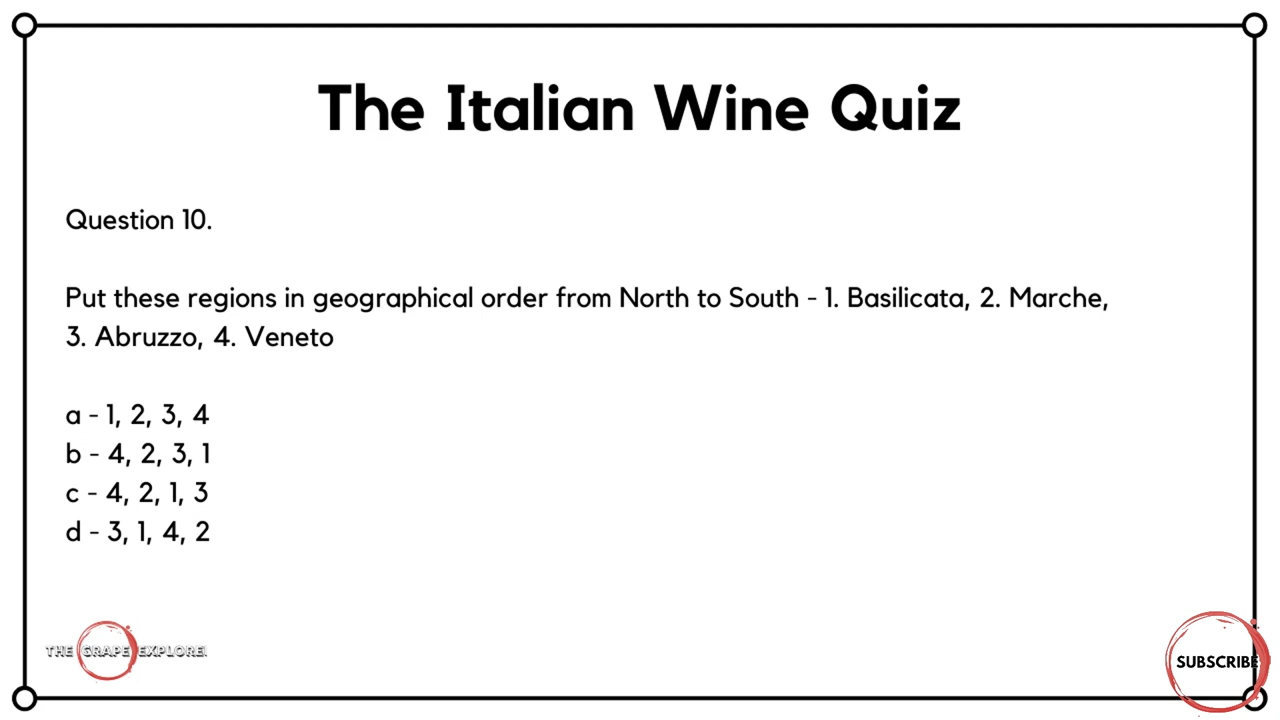 The Italian Wine Quiz
Question 10.
Put these regions in geographical order from North to South - 1. Basilicata, 2. Marche,
3. Abruzzo, 4. Veneto
a - 1, 2, 3, 4
b - 4, 2, 3, 1
c - 4, 2, 1, 3
d - 3, 1, 4, 2
THE GRAPE
SUBSCRIBE